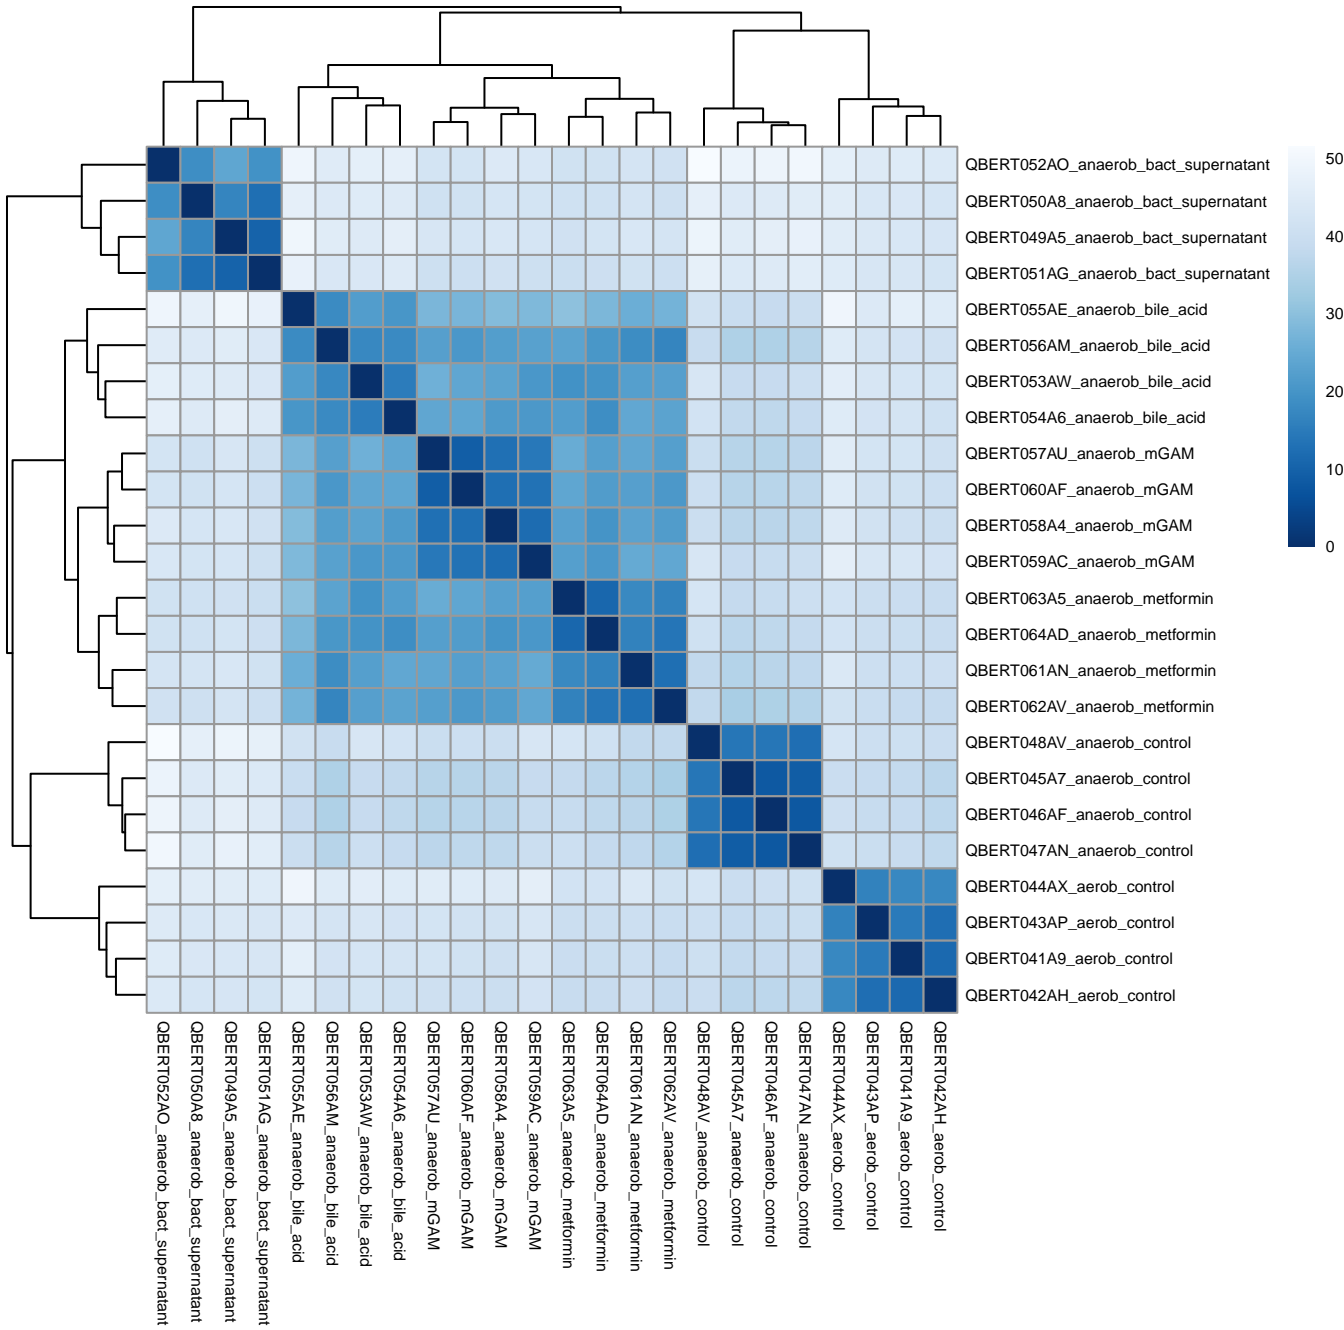 QBERT052AO_anaerob_bact_supernatant
QBERT050A8_anaerob_bact_supernatant
QBERT049A5_anaerob_bact_supernatant
QBERT051AG_anaerob_bact_supernatant
QBERT055AE_anaerob_bile_acid
QBERT056AM_anaerob_bile_acid
QBERT053AW_anaerob_bile_acid
QBERT054A6_anaerob_bile_acid
QBERT057AU_anaerob_mGAM
QBERT060AF_anaerob_mGAM
QBERT058A4_anaerob_mGAM
QBERT059AC_anaerob_mGAM
QBERT063A5_anaerob_metformin
QBERT064AD_anaerob_metformin
QBERT061AN_anaerob_metformin
QBERT062AV_anaerob_metformin
QBERT048AV_anaerob_control
QBERT045A7_anaerob_control
QBERT046AF_anaerob_control
QBERT047AN_anaerob_control
QBERT044AX_aerob_control
QBERT043AP_aerob_control
QBERT041A9_aerob_control
QBERT042AH_aerob_control
50
40
30
20
10
0
QBERT052AO_anaerob_bact_supernatant
QBERT050A8_anaerob_bact_supernatant
QBERT049A5_anaerob_bact_supernatant
QBERT051AG_anaerob_bact_supernatant
QBERT055AE_anaerob_bile_acid
QBERT056AM_anaerob_bile_acid
QBERT053AW_anaerob_bile_acid
QBERT054A6_anaerob_bile_acid
QBERT057AU_anaerob_mGAM
QBERT060AF_anaerob_mGAM
QBERT058A4_anaerob_mGAM
QBERT059AC_anaerob_mGAM
QBERT063A5_anaerob_metformin
QBERT064AD_anaerob_metformin
QBERT061AN_anaerob_metformin
QBERT062AV_anaerob_metformin
QBERT048AV_anaerob_control
QBERT045A7_anaerob_control
QBERT046AF_anaerob_control
QBERT047AN_anaerob_control
QBERT044AX_aerob_control
QBERT043AP_aerob_control
QBERT041A9_aerob_control
QBERT042AH_aerob_control